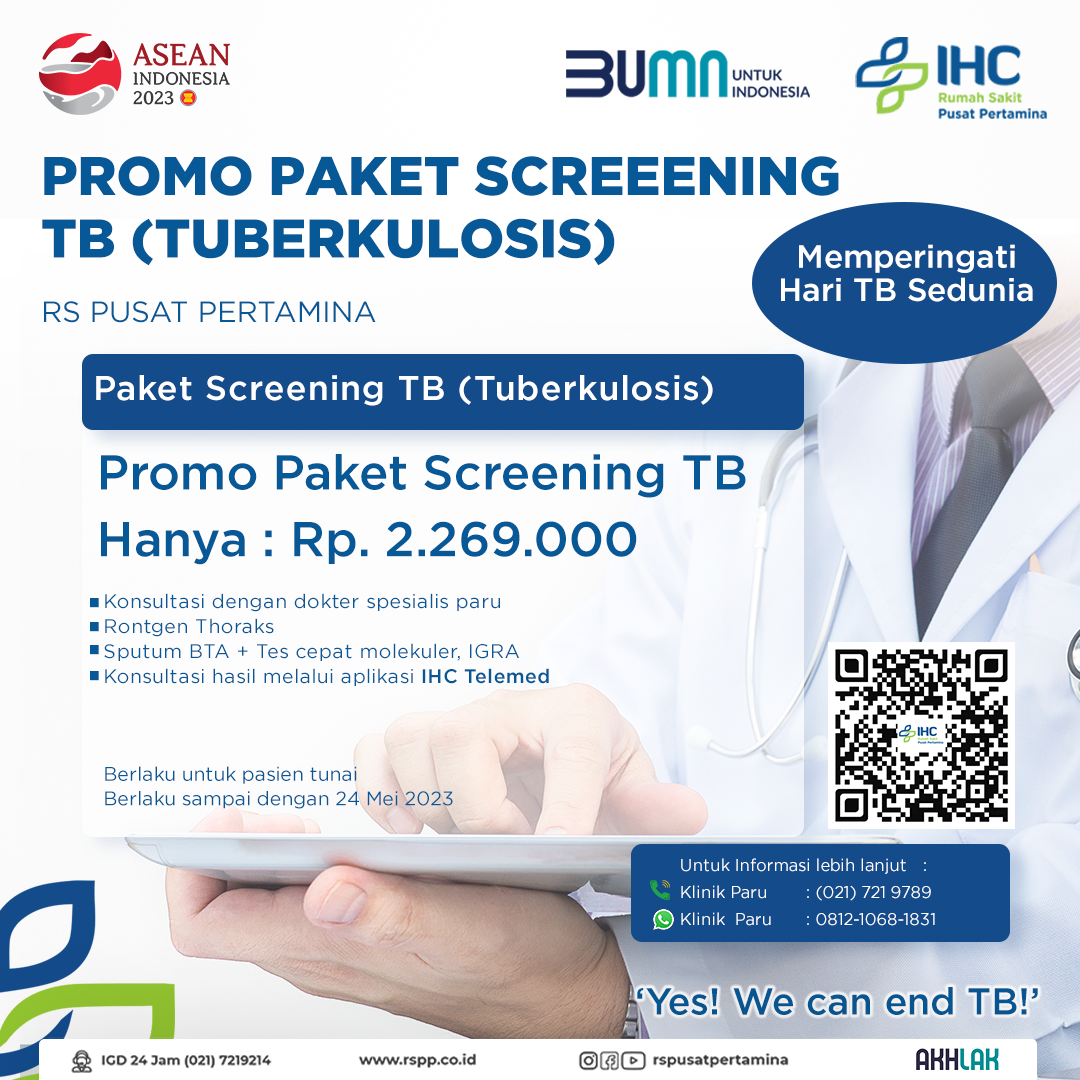 ASEAN
INDONESIA
2023
BUMN UNTUK
INDONESIA
IHC
Rumah Sakit
Pusat Pertamina
PROMO PAKET SCREEENING
TB (TUBERKULOSIS)
Memperingati
Hari TB Sedunia
RS PUSAT PERTAMINA
Paket Screening TB (Tuberkulosis)
Promo Paket Screening TB
Hanya : Rp. 2.269.000
Konsultasi dengan dokter spesialis paru
Rontgen Thoraks
Sputum BTA + Tes cepat molekuler, IGRA
Konsultasi hasil melalui aplikasi IHC Telemed
IHC
Rumah Sakit
Pusat Pertamina
Berlaku untuk pasien tunai
Berlaku sampai dengan 24 Mei 2023
Untuk Informasi lebih lanjut :
Klinik Paru : (021) 721 9789
Klinik Paru : 0812-1068-1831
‘Yes! We can end TB!’
IGD 24 Jam (021) 7219214
www.rspp.co.id
rspusatpertamina
AKHLAK